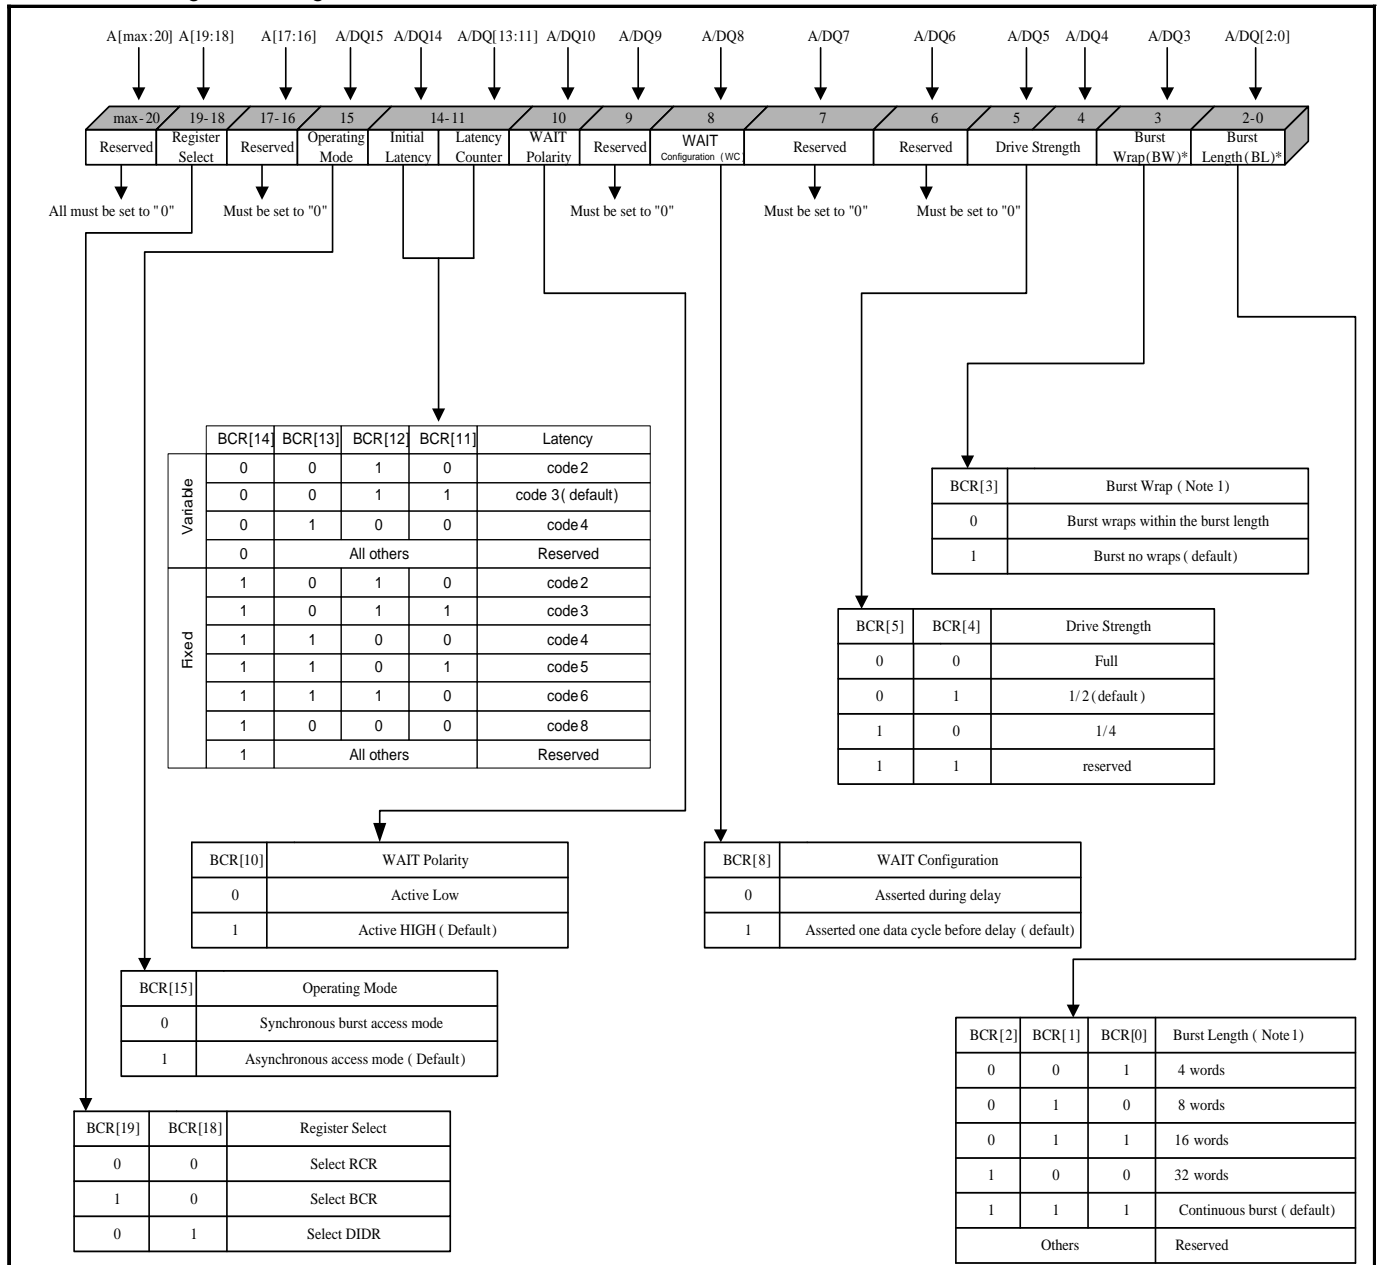 A[max:20] A[19:18] A[17:16] A/DQ15 A/DQ14 A/DQ[13:11] A/DQ10 A/DQ9 A/DQ8 A/DQ7 A/DQ6 A/DQ5 A/DQ4 A/DQ3 A/DQ[2:0]
max-20 19-18 17-16 15 14-11 10 9 8 7 6 5 4 3 2-0
Reserved Register Select Reserved Operating Mode Initial Latency Latency Counter WAIT Polarity Reserved WAIT Configuration (WC Reserved Reserved Drive Strength Burst Wrap(BW)* Burst Length(BL)*
All must be set to "0" Must be set to "0" Must be set to "0" Must be set to "0" Must be set to "0"
BCR[14] BCR[13] BCR[12] BCR[11] Latency
Variable
0 0 1 0 code 2
0 0 1 1 code 3( default)
0 1 0 0 code 4
0 All others Reserved
Fixed
1 0 1 0 code 2
1 0 1 1 code 3
1 1 0 0 code 4
1 1 0 1 code 5
1 1 1 0 code 6
1 0 0 0 code 8
1 All others Reserved
BCR[3] Burst Wrap ( Note 1)
0 Burst wraps within the burst length
1 Burst no wraps ( default)
BCR[5] BCR[4] Drive Strength
0 0 Full
0 1 1/2 ( default )
1 0 1/4
1 1 reserved
BCR[10] WAIT Polarity
0 Active Low
1 Active HIGH ( Default)
BCR[8] WAIT Configuration
0 Asserted during delay
1 Asserted one data cycle before delay ( default)
BCR[15] Operating Mode
0 Synchronous burst access mode
1 Asynchronous access mode ( Default)
BCR[2] BCR[1] BCR[0] Burst Length ( Note 1)
0 0 1 4 words
0 1 0 8 words
0 1 1 16 words
1 0 0 32 words
1 1 1 Continuous burst ( default)
Others Reserved
BCR[19] BCR[18] Register Select
0 0 Select RCR
1 0 Select BCR
0 1 Select DIDR